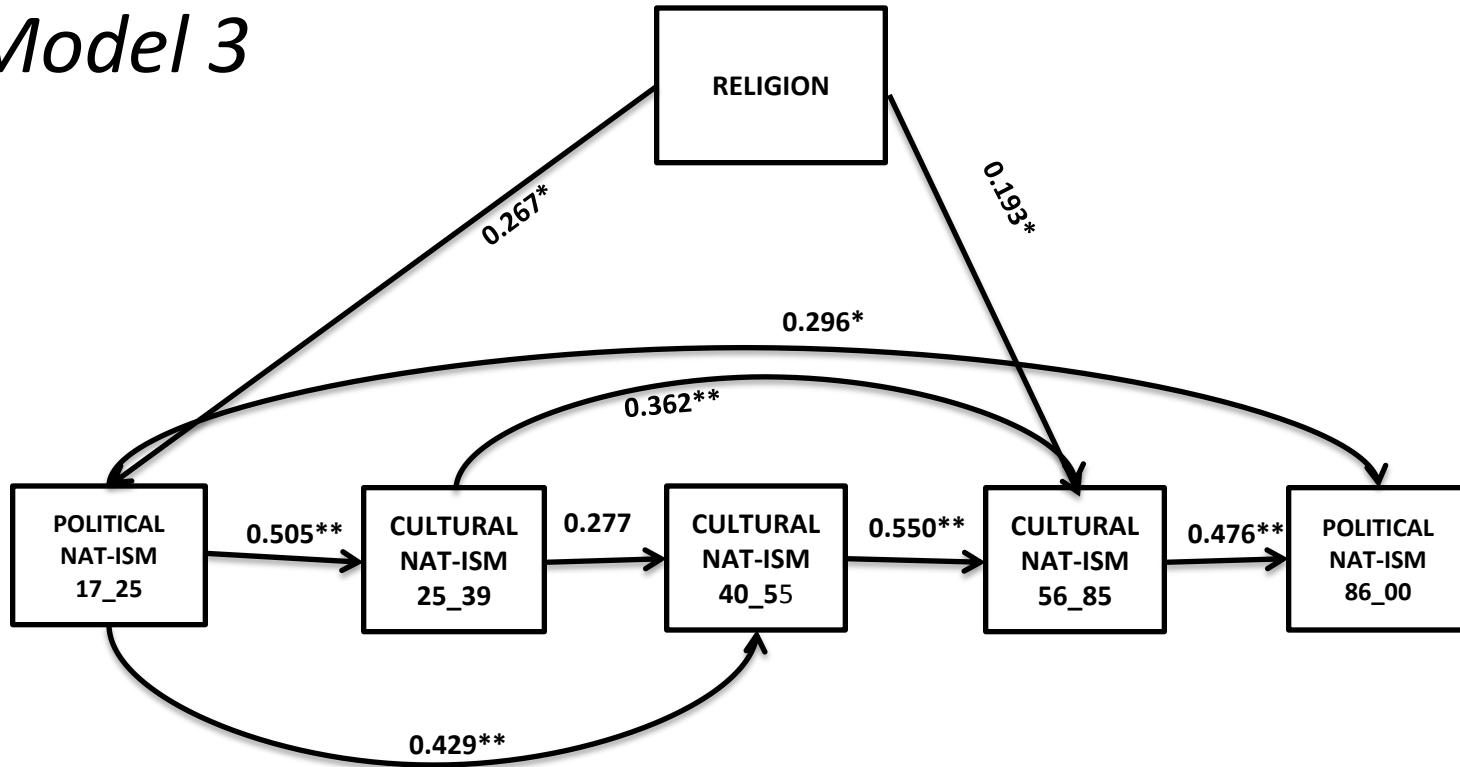 Model 3
RELIGION
0.267*
0.193*
0.296*
0.362**
POLITICAL
NAT-ISM
17_25
0.505**
CULTURAL
NAT-ISM
25_39
0.277
CULTURAL
NAT-ISM
40_55
0.550**
CULTURAL
NAT-ISM
56_85
0.476**
POLITICAL
NAT-ISM
86_00
0.429**